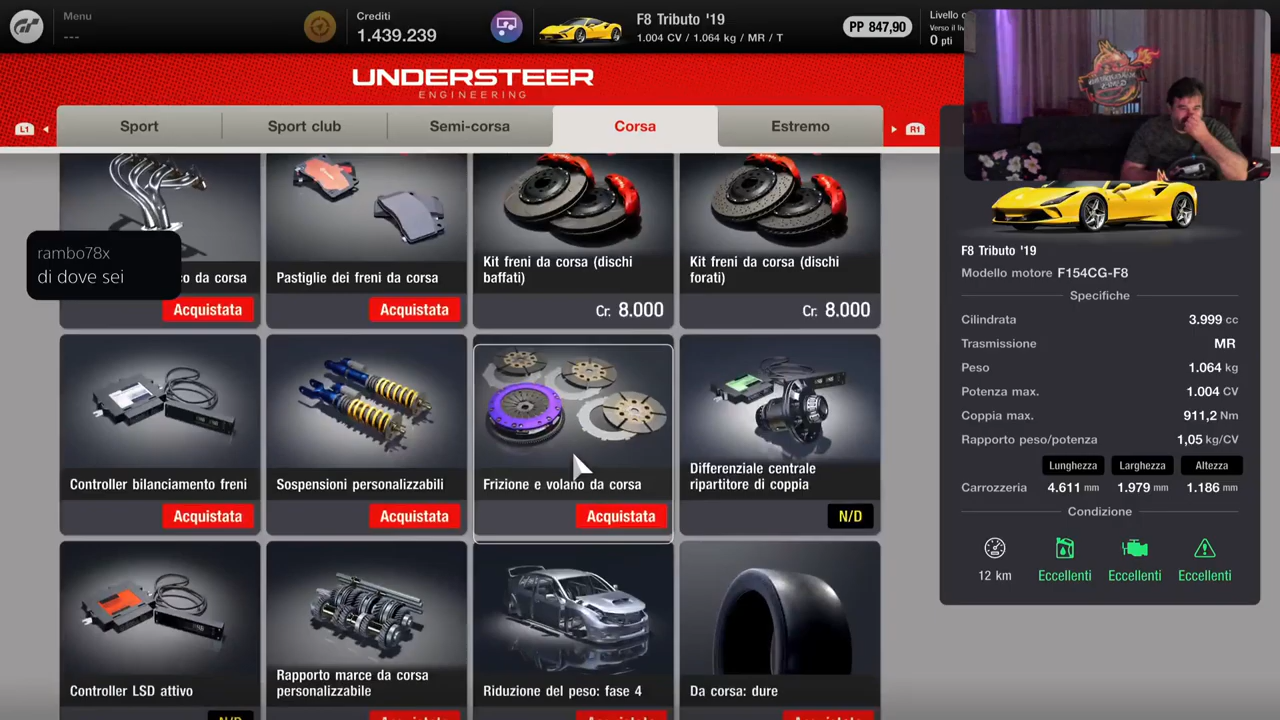 Menu
---
Crediti
1.439.239
F8 Tributo '19
1.004 CV / 1.064 kg / MR / T
PP 847,90
Verso il liv
0 pti
UNDERSTEER
ENGINEERING
L1
Sport
Sport club
Semi-corsa
Corsa
Estremo
R1
rambo78x
di dove sei
co da corsa
Acquistata
Pastiglie dei freni da corsa
Acquistata
Kit freni da corsa (dischi
baffati)
Cr. 8.000
Kit freni da corsa (dischi
forati)
Cr. 8.000
Controller bilanciamento freni
Acquistata
Sospensioni personalizzabili
Acquistata
Frizione e volano da corsa
Acquistata
Differenziale centrale
ripartitore di coppia
N/D
Controller LSD attivo
N/D
Rapporto marce da corsa
personalizzabile
Acquistata
Riduzione del peso: fase 4
Acquistata
Da corsa: dure
Acquistata
F8 Tributo '19
Modello motore F154CG-F8
Specifiche
Cilindrata 3.999 cc
Trasmissione MR
Peso 1.064 kg
Potenza max. 1.004 CV
Coppia max. 911,2 Nm
Rapporto peso/potenza 1,05 kg/CV
Lunghezza Larghezza Altezza
Carrozzeria 4.611 mm 1.979 mm 1.186 mm
Condizione
12 km Eccellenti Eccellenti Eccellenti